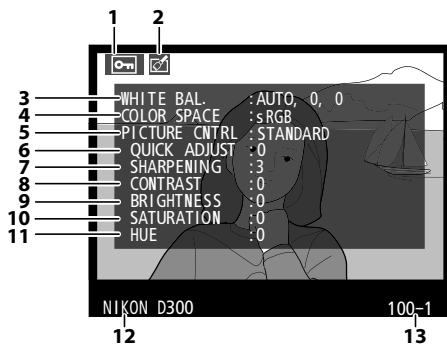 1 2
3 WHITE BAL. :AUTO, 0, 0
4 COLOR SPACE :sRGB
5 PICTURE CNTRL :STANDARD
6 QUICK ADJUST :0
7 SHARPENING :3
8 CONTRAST :0
9 BRIGHTNESS :0
10 SATURATION :0
11 HUE :0
NIKON D300 100-1
12 13